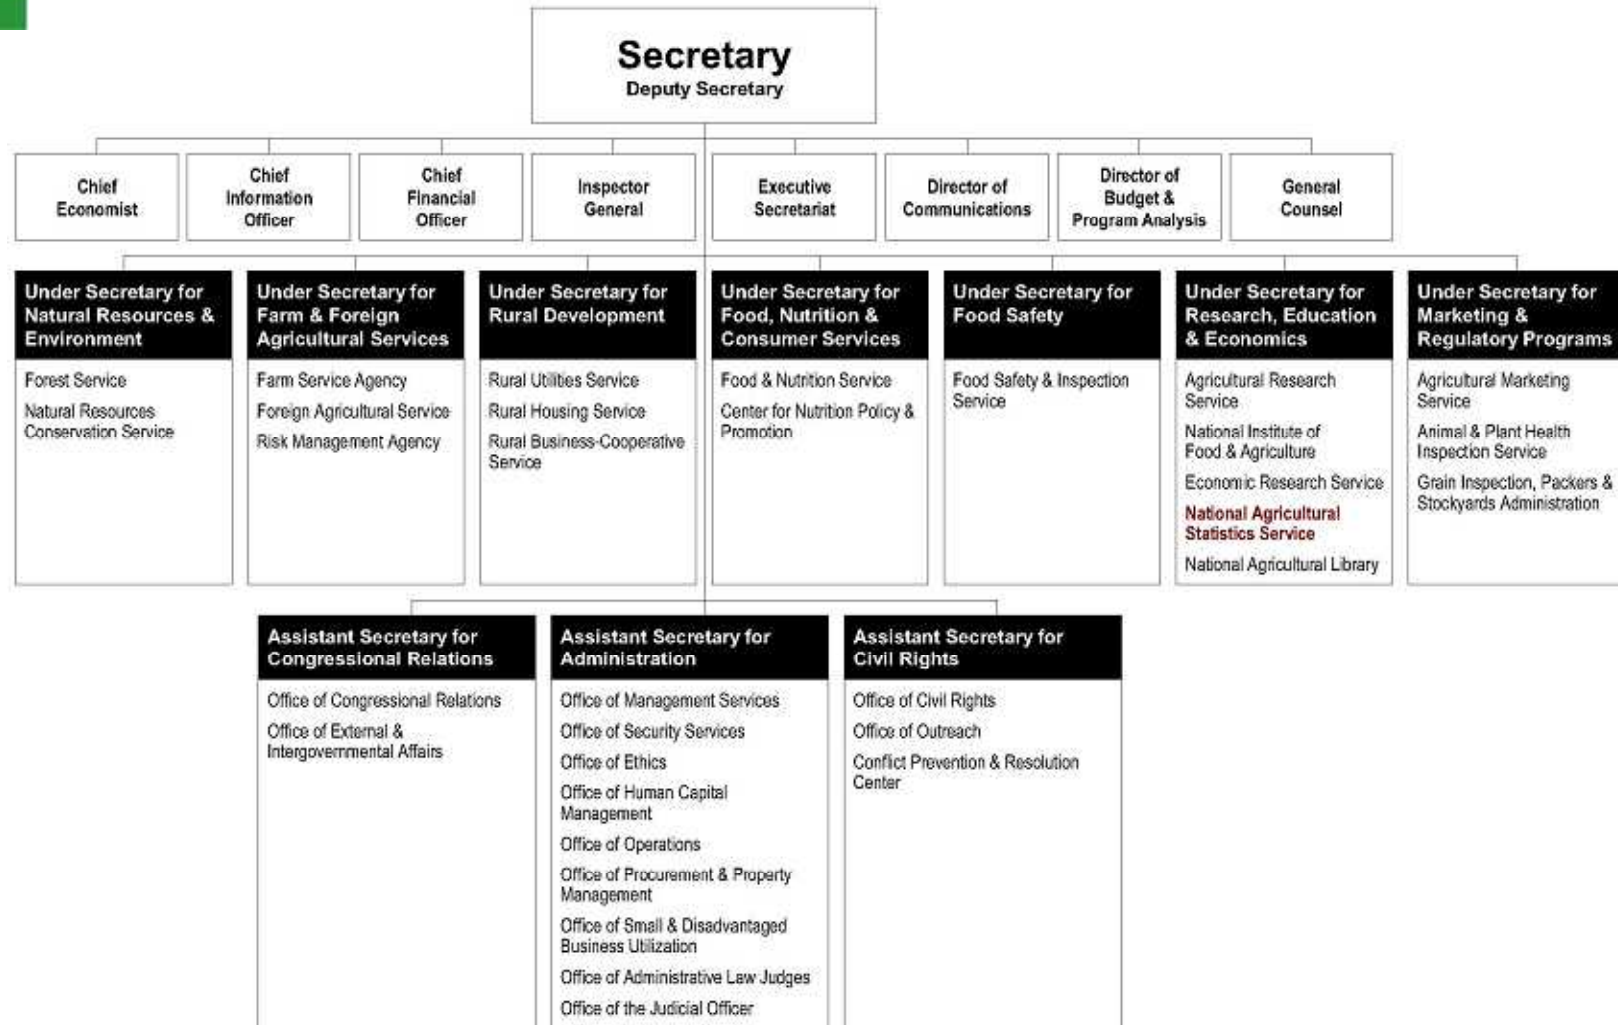 Secretary
Deputy Secretary
Chief
Economist
Chief
Information
Officer
Chief
Financial
Officer
Inspector
General
Executive
Secretariat
Director of
Communications
Director of
Budget &
Program Analysis
General
Counsel
Under Secretary for
Natural Resources &
Environment
Forest Service
Natural Resources
Conservation Service
Under Secretary for
Farm & Foreign
Agricultural Services
Farm Service Agency
Foreign Agricultural Service
Risk Management Agency
Under Secretary for
Rural Development
Rural Utilities Service
Rural Housing Service
Rural Business-Cooperative
Service
Under Secretary for
Food, Nutrition &
Consumer Services
Food & Nutrition Service
Center for Nutrition Policy &
Promotion
Under Secretary for
Food Safety
Food Safety & Inspection
Service
Under Secretary for
Research, Education
& Economics
Agricultural Research
Service
National Institute of
Food & Agriculture
Economic Research Service
National Agricultural
Statistics Service
National Agricultural Library
Under Secretary for
Marketing &
Regulatory Programs
Agricultural Marketing
Service
Animal & Plant Health
Inspection Service
Grain Inspection, Packers &
Stockyards Administration
Assistant Secretary for
Congressional Relations
Office of Congressional Relations
Office of External &
Intergovernmental Affairs
Assistant Secretary for
Administration
Office of Management Services
Office of Security Services
Office of Ethics
Office of Human Capital
Management
Office of Operations
Office of Procurement & Property
Management
Office of Small & Disadvantaged
Business Utilization
Office of Administrative Law Judges
Office of the Judicial Officer
Assistant Secretary for
Civil Rights
Office of Civil Rights
Office of Outreach
Conflict Prevention & Resolution
Center